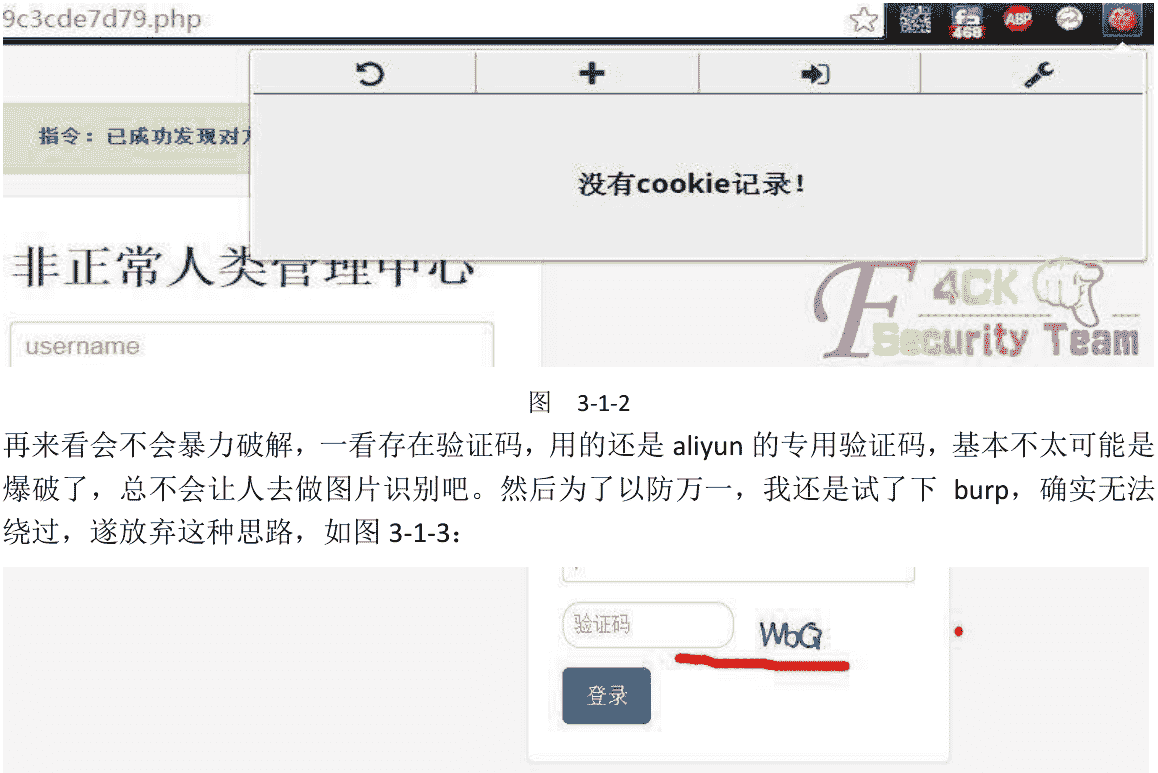 9c3cde7d79.php
468
ABP
指令：已成功发现对方
没有cookie记录！
非正常人类管理中心
username
F4CK
Security Team
图 3-1-2
再来看会不会暴力破解，一看存在验证码，用的还是 aliyun 的专用验证码，基本不太可能是
爆破了，总不会让人去做图片识别吧。然后为了以防万一，我还是试了下 burp，确实无法
绕过，遂放弃这种思路，如图 3-1-3：
验证码
WbQ
登录